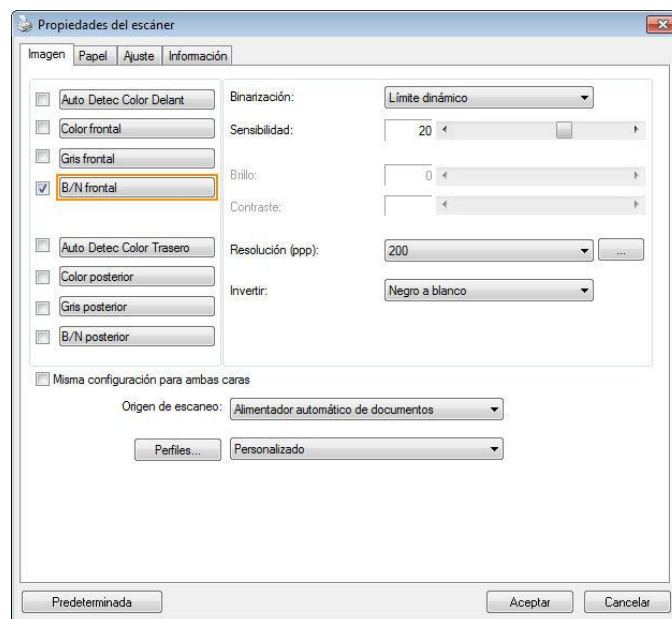 Propiedades del escáner
Imagen Papel Ajuste Información
Auto Detec Color Delant
Color frontal
Gris frontal
B/N frontal
Auto Detec Color Trasero
Color posterior
Gris posterior
B/N posterior
Binarización: Límite dinámico
Sensibilidad: 20
Brillo: 0
Contraste:
Resolución (ppp): 200 ...
Invertir: Negro a blanco
Misma configuración para ambas caras
Origen de escaneo: Alimentador automático de documentos
Perfiles... Personalizado
Predeterminada Aceptar Cancelar